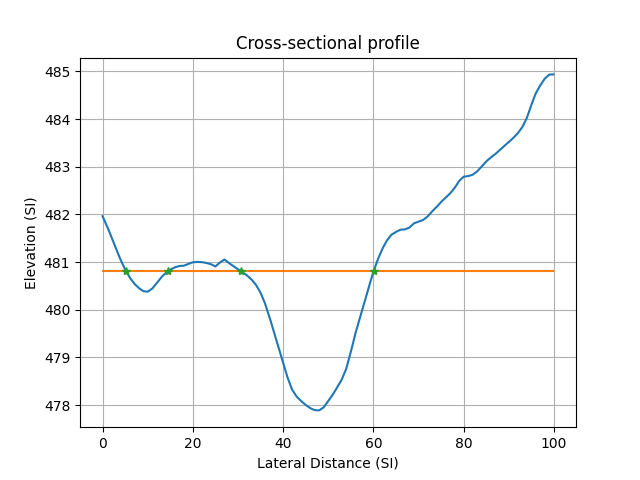 Cross-sectional profile
485
484
483
482
481
480
479
478
Elevation (SI)
0 20 40 60 80 100
Lateral Distance (SI)